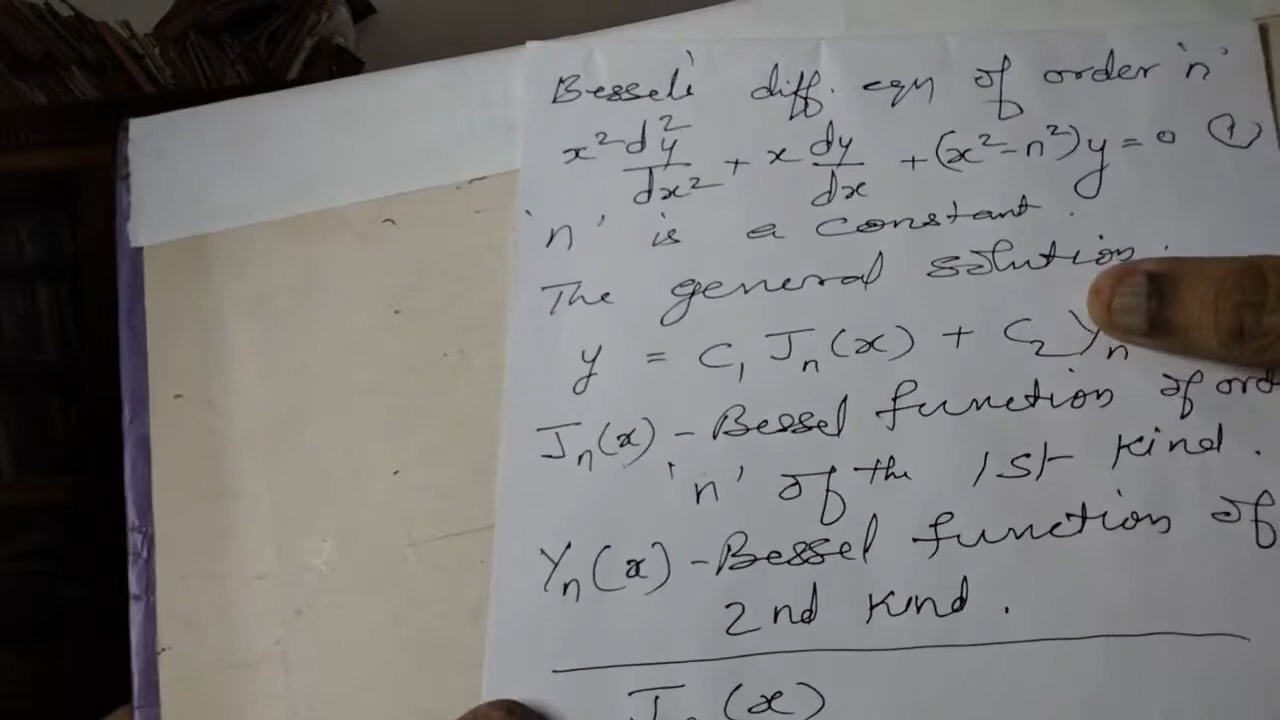 Bessel's diff. eqn of order 'n'
x² d²y/dx² + x dy/dx + (x² - n²)y = 0 (1)
'n' is a constant.
The general solution.
y = C₁ Jₙ(x) + C₂ Yₙ
Jₙ(x) - Bessel function of ord
'n' of the 1st kind.
Yₙ(x) - Bessel function of
2nd kind.
J (x)